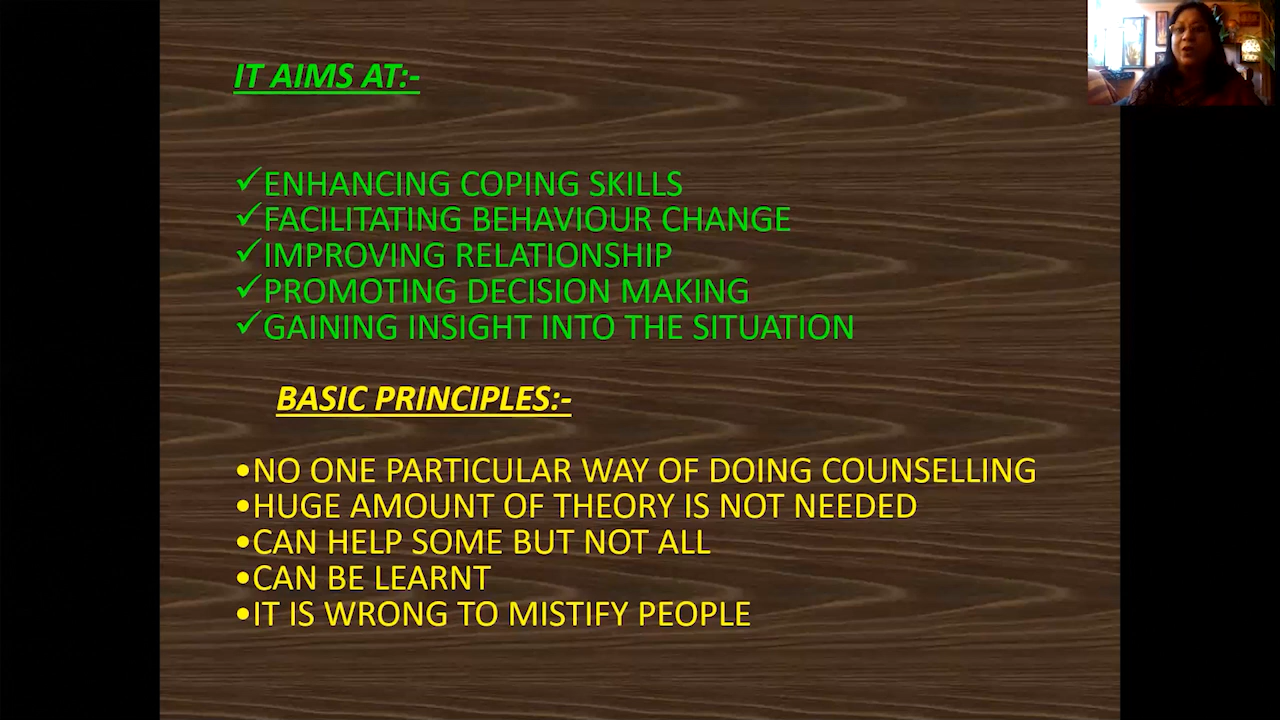 IT AIMS AT:-
✓ENHANCING COPING SKILLS
✓FACILITATING BEHAVIOUR CHANGE
✓IMPROVING RELATIONSHIP
✓PROMOTING DECISION MAKING
✓GAINING INSIGHT INTO THE SITUATION
BASIC PRINCIPLES:-
•NO ONE PARTICULAR WAY OF DOING COUNSELLING
•HUGE AMOUNT OF THEORY IS NOT NEEDED
•CAN HELP SOME BUT NOT ALL
•CAN BE LEARNT
•IT IS WRONG TO MISTIFY PEOPLE